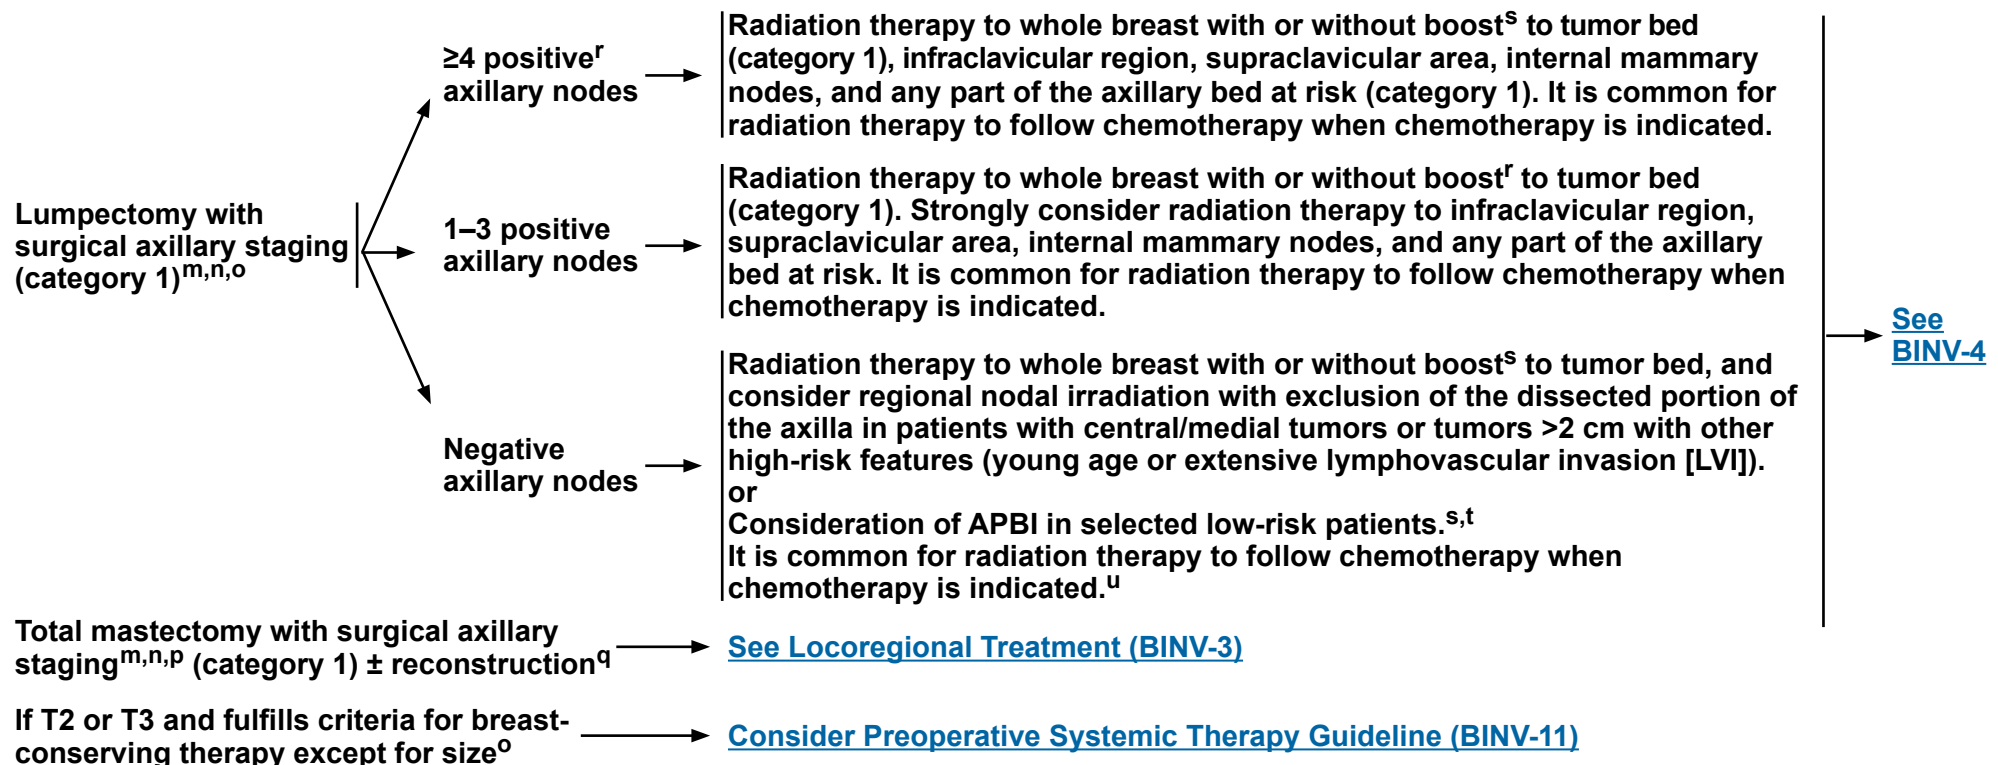 ≥4 positiveʳ
axillary nodes
Radiation therapy to whole breast with or without boostˢ to tumor bed
(category 1), infraclavicular region, supraclavicular area, internal mammary
nodes, and any part of the axillary bed at risk (category 1). It is common for
radiation therapy to follow chemotherapy when chemotherapy is indicated.
Lumpectomy with
surgical axillary staging
(category 1)ᵐ,ⁿ,ᵒ
1–3 positive
axillary nodes
Radiation therapy to whole breast with or without boostʳ to tumor bed
(category 1). Strongly consider radiation therapy to infraclavicular region,
supraclavicular area, internal mammary nodes, and any part of the axillary
bed at risk. It is common for radiation therapy to follow chemotherapy when
chemotherapy is indicated.
Negative
axillary nodes
Radiation therapy to whole breast with or without boostˢ to tumor bed, and
consider regional nodal irradiation with exclusion of the dissected portion of
the axilla in patients with central/medial tumors or tumors >2 cm with other
high-risk features (young age or extensive lymphovascular invasion [LVI]).
or
Consideration of APBI in selected low-risk patients.ˢ,ᵗ
It is common for radiation therapy to follow chemotherapy when
chemotherapy is indicated.ᵘ
See
BINV-4
Total mastectomy with surgical axillary
stagingᵐ,ⁿ,ᵖ (category 1) ± reconstruction𐞥
See Locoregional Treatment (BINV-3)
If T2 or T3 and fulfills criteria for breast-
conserving therapy except for sizeᵒ
Consider Preoperative Systemic Therapy Guideline (BINV-11)